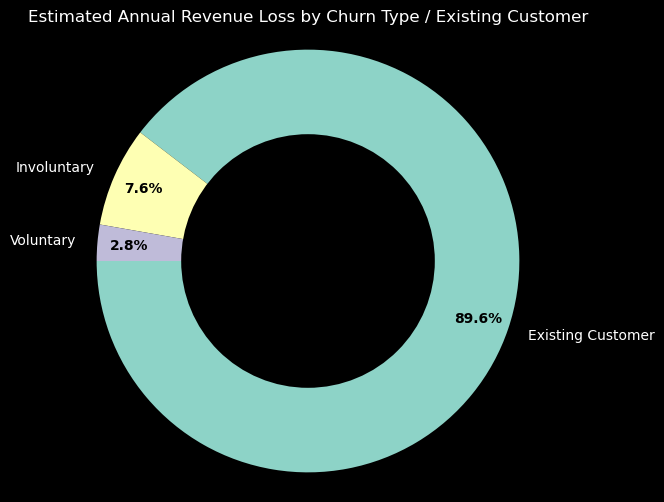 Estimated Annual Revenue Loss by Churn Type / Existing Customer
Involuntary
7.6%
Voluntary
2.8%
89.6%
Existing Customer